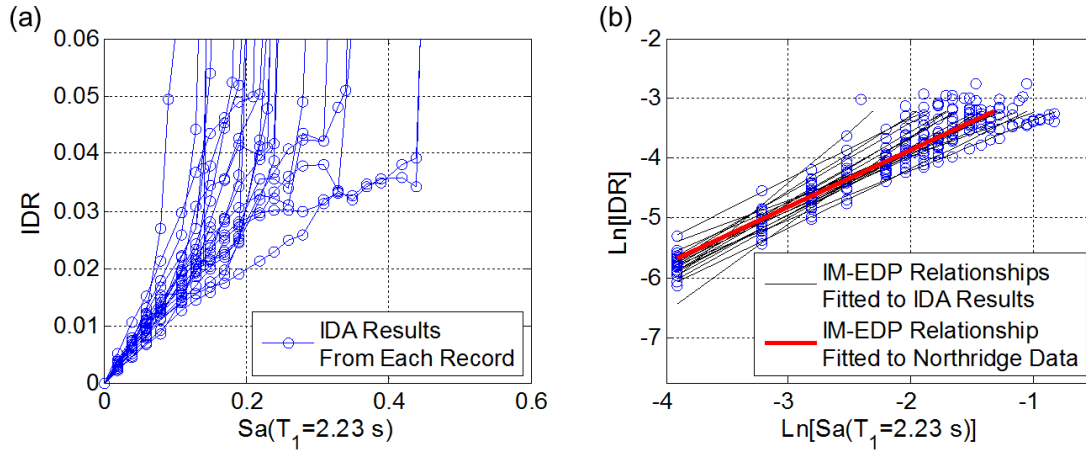 (a)
0.06
0.05
0.04
0.03
0.02
0.01
0
IDR
0 0.2 0.4 0.6
Sa(T₁=2.23 s)
IDA Results
From Each Record
(b)
-2
-3
-4
-5
-6
-7
Ln[IDR]
-4 -3 -2 -1
Ln[Sa(T₁=2.23 s)]
IM-EDP Relationships
Fitted to IDA Results
IM-EDP Relationship
Fitted to Northridge Data